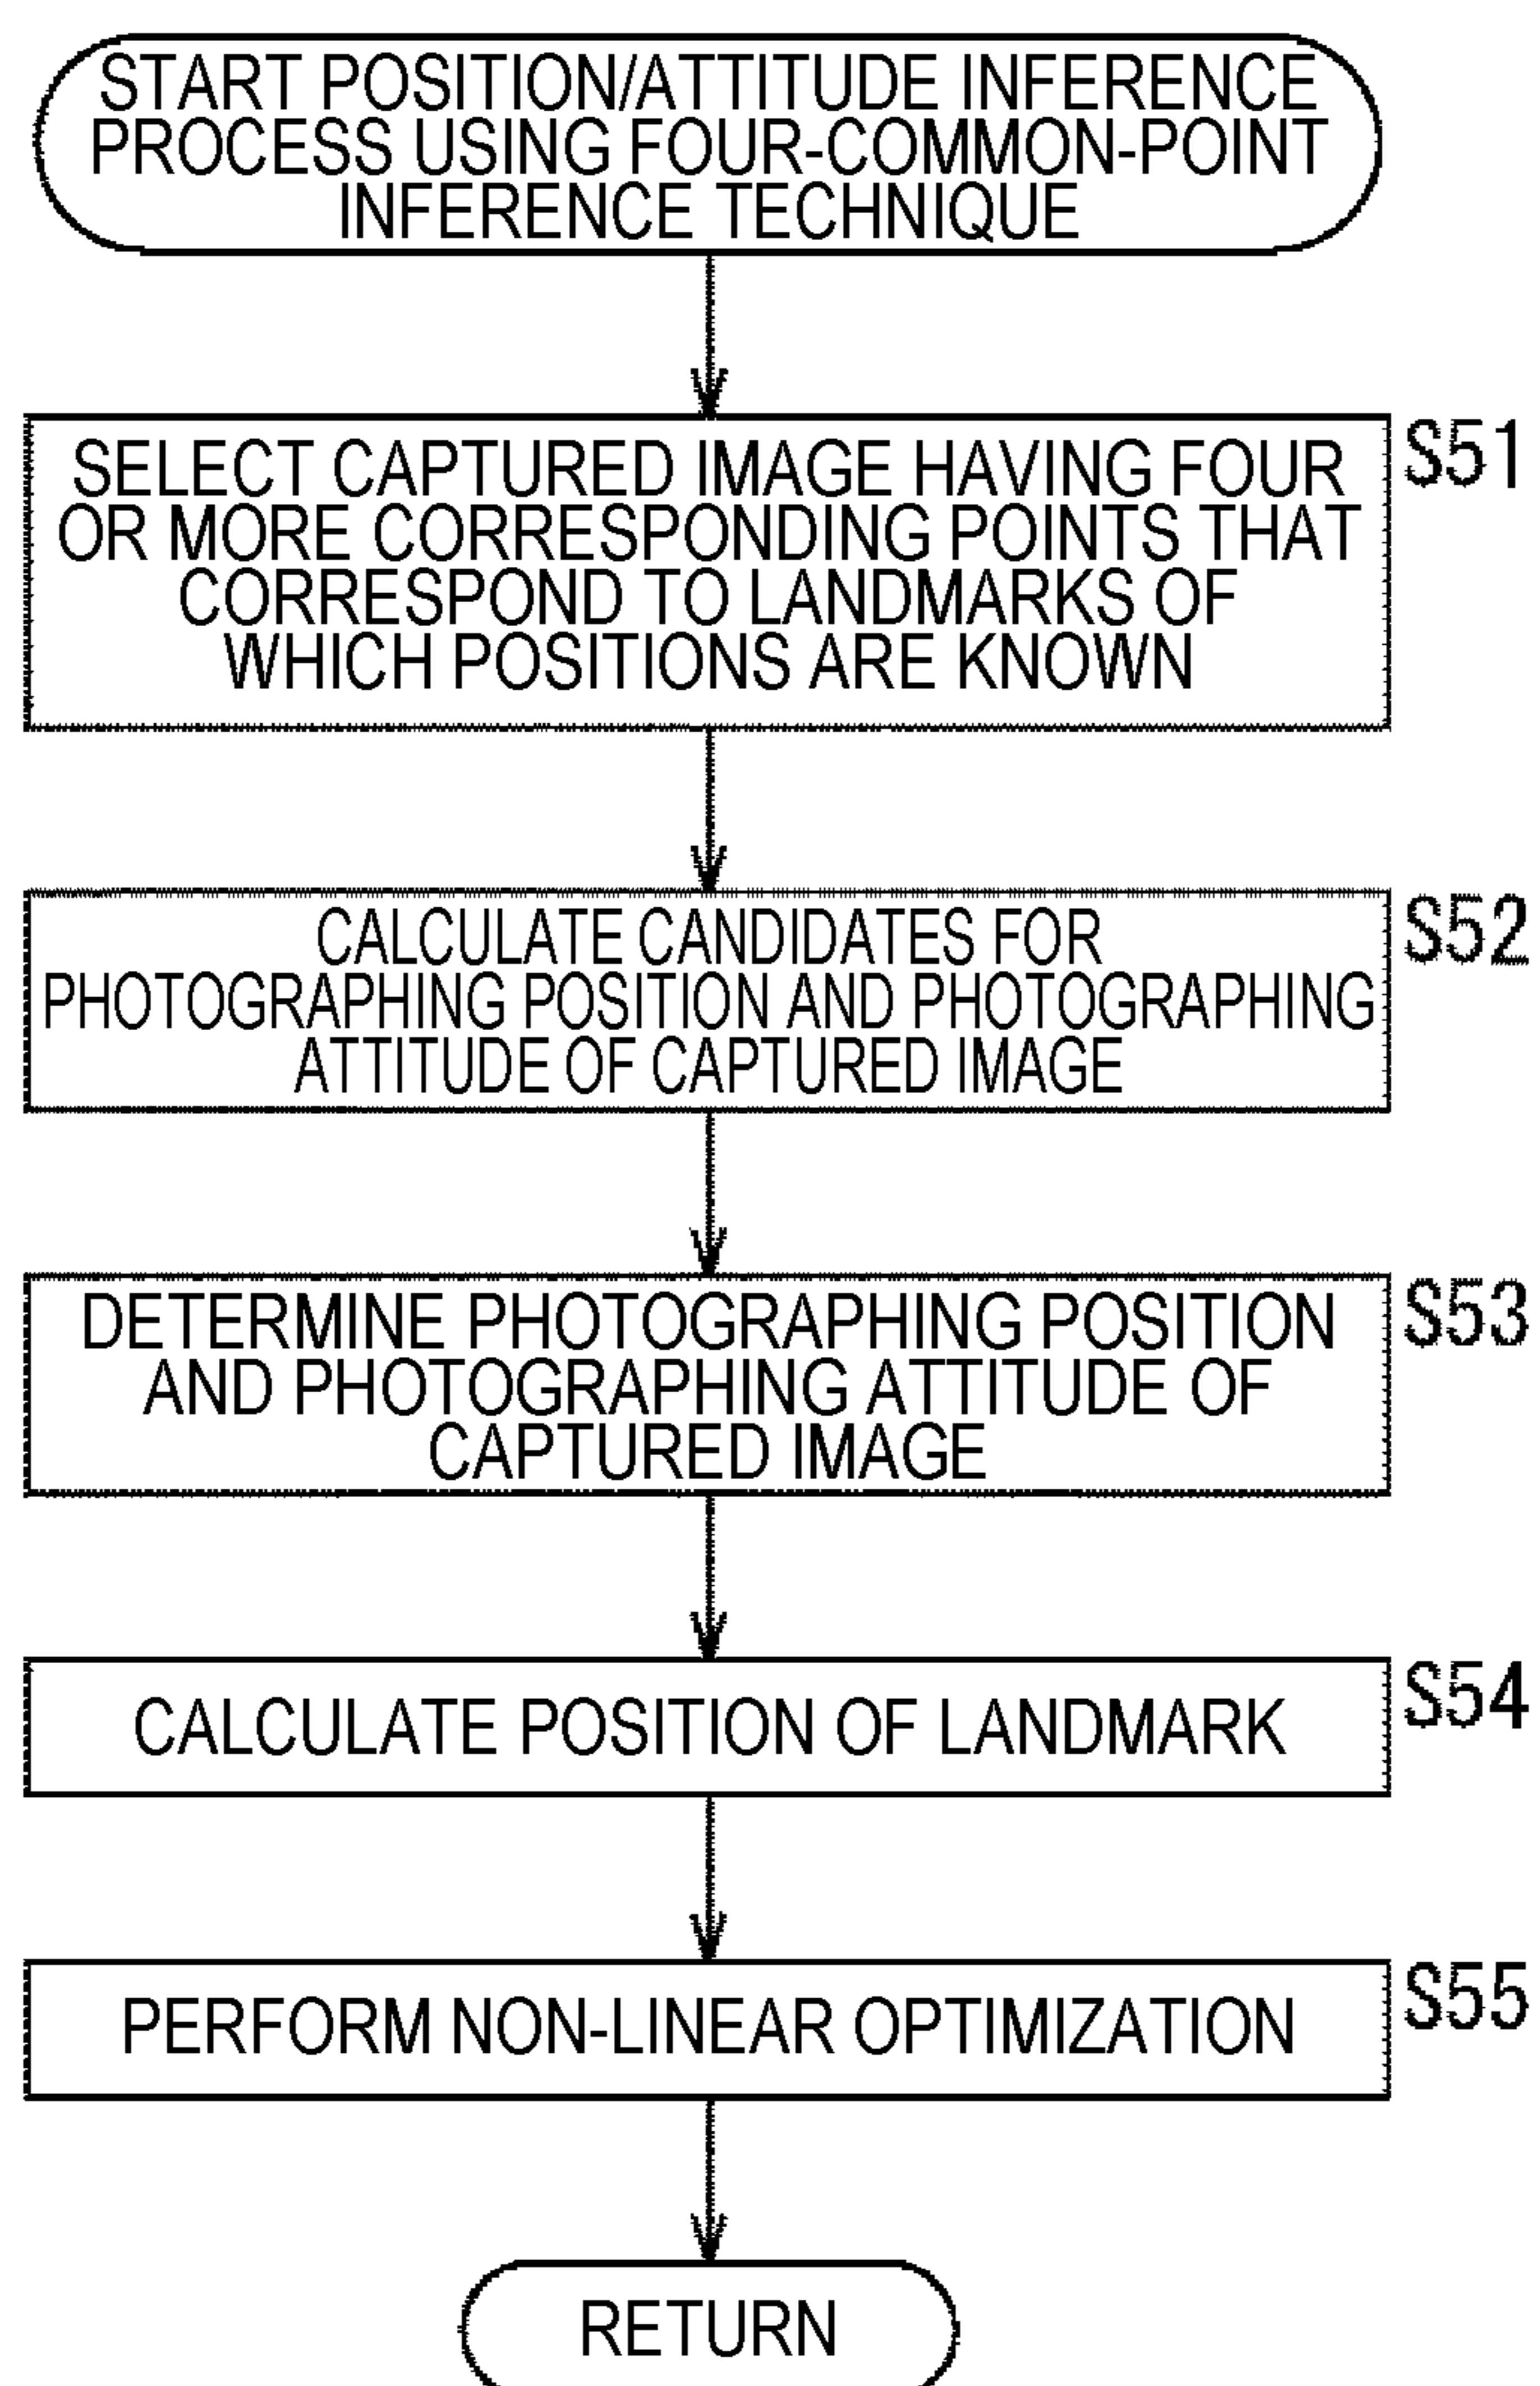 START POSITION/ATTITUDE INFERENCE
PROCESS USING FOUR-COMMON-POINT
INFERENCE TECHNIQUE
SELECT CAPTURED IMAGE HAVING FOUR
OR MORE CORRESPONDING POINTS THAT
CORRESPOND TO LANDMARKS OF
WHICH POSITIONS ARE KNOWN
S51
CALCULATE CANDIDATES FOR
PHOTOGRAPHING POSITION AND PHOTOGRAPHING
ATTITUDE OF CAPTURED IMAGE
S52
DETERMINE PHOTOGRAPHING POSITION
AND PHOTOGRAPHING ATTITUDE OF
CAPTURED IMAGE
S53
CALCULATE POSITION OF LANDMARK
S54
PERFORM NON-LINEAR OPTIMIZATION
S55
RETURN